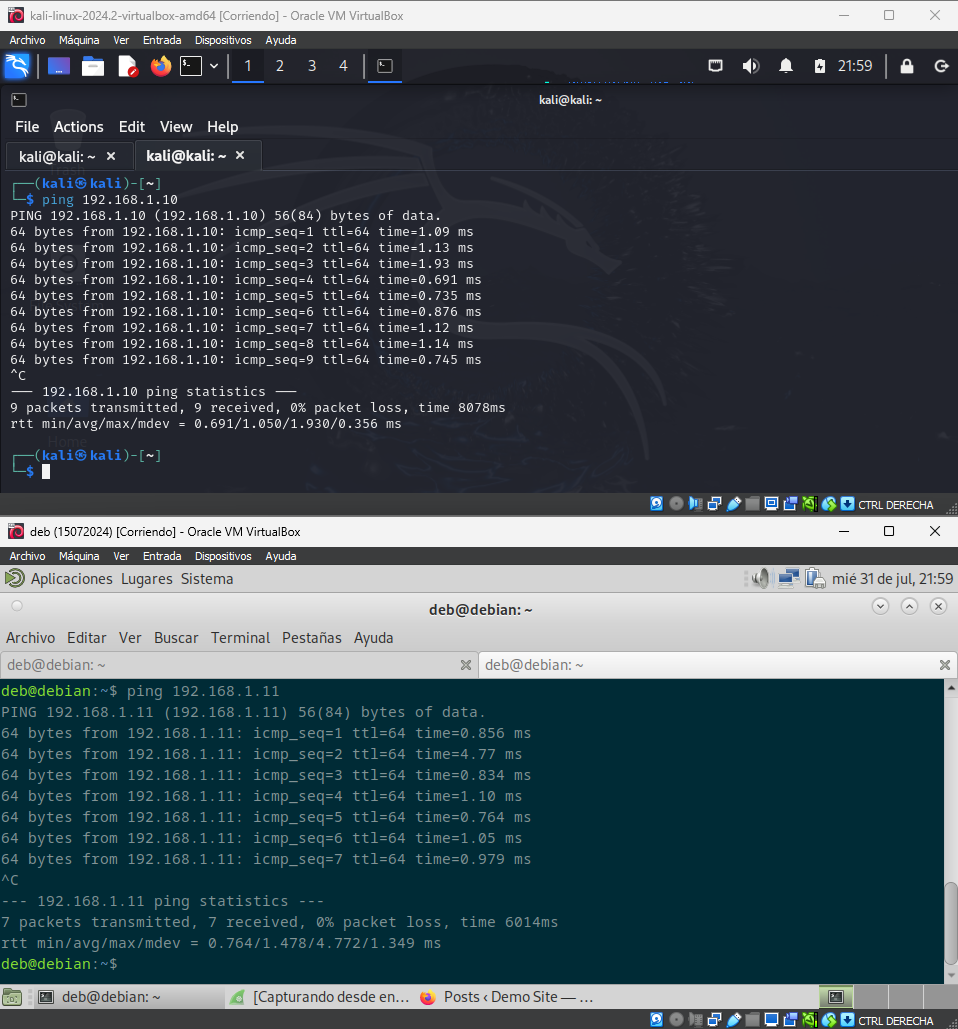 kali-linux-2024.2-virtualbox-amd64 [Corriendo] - Oracle VM VirtualBox
Archivo Máquina Ver Entrada Dispositivos Ayuda
1 2 3 4 21:59
kali@kali: ~
File Actions Edit View Help
kali@kali: ~ × kali@kali: ~ ×
┌──(kali㉿kali)-[~]
└─$ ping 192.168.1.10
PING 192.168.1.10 (192.168.1.10) 56(84) bytes of data.
64 bytes from 192.168.1.10: icmp_seq=1 ttl=64 time=1.09 ms
64 bytes from 192.168.1.10: icmp_seq=2 ttl=64 time=1.13 ms
64 bytes from 192.168.1.10: icmp_seq=3 ttl=64 time=1.93 ms
64 bytes from 192.168.1.10: icmp_seq=4 ttl=64 time=0.691 ms
64 bytes from 192.168.1.10: icmp_seq=5 ttl=64 time=0.735 ms
64 bytes from 192.168.1.10: icmp_seq=6 ttl=64 time=0.876 ms
64 bytes from 192.168.1.10: icmp_seq=7 ttl=64 time=1.12 ms
64 bytes from 192.168.1.10: icmp_seq=8 ttl=64 time=1.14 ms
64 bytes from 192.168.1.10: icmp_seq=9 ttl=64 time=0.745 ms
^C
--- 192.168.1.10 ping statistics ---
9 packets transmitted, 9 received, 0% packet loss, time 8078ms
rtt min/avg/max/mdev = 0.691/1.050/1.930/0.356 ms
Home
┌──(kali㉿kali)-[~]
└─$
CTRL DERECHA
deb (15072024) [Corriendo] - Oracle VM VirtualBox
Archivo Máquina Ver Entrada Dispositivos Ayuda
Aplicaciones Lugares Sistema mié 31 de jul, 21:59
deb@debian: ~
Archivo Editar Ver Buscar Terminal Pestañas Ayuda
deb@debian: ~ × deb@debian: ~ ×
deb@debian:~$ ping 192.168.1.11
PING 192.168.1.11 (192.168.1.11) 56(84) bytes of data.
64 bytes from 192.168.1.11: icmp_seq=1 ttl=64 time=0.856 ms
64 bytes from 192.168.1.11: icmp_seq=2 ttl=64 time=4.77 ms
64 bytes from 192.168.1.11: icmp_seq=3 ttl=64 time=0.834 ms
64 bytes from 192.168.1.11: icmp_seq=4 ttl=64 time=1.10 ms
64 bytes from 192.168.1.11: icmp_seq=5 ttl=64 time=0.764 ms
64 bytes from 192.168.1.11: icmp_seq=6 ttl=64 time=1.05 ms
64 bytes from 192.168.1.11: icmp_seq=7 ttl=64 time=0.979 ms
^C
--- 192.168.1.11 ping statistics ---
7 packets transmitted, 7 received, 0% packet loss, time 6014ms
rtt min/avg/max/mdev = 0.764/1.478/4.772/1.349 ms
deb@debian:~$
deb@debian: ~ [Capturando desde en... Posts ‹ Demo Site — ...
CTRL DERECHA